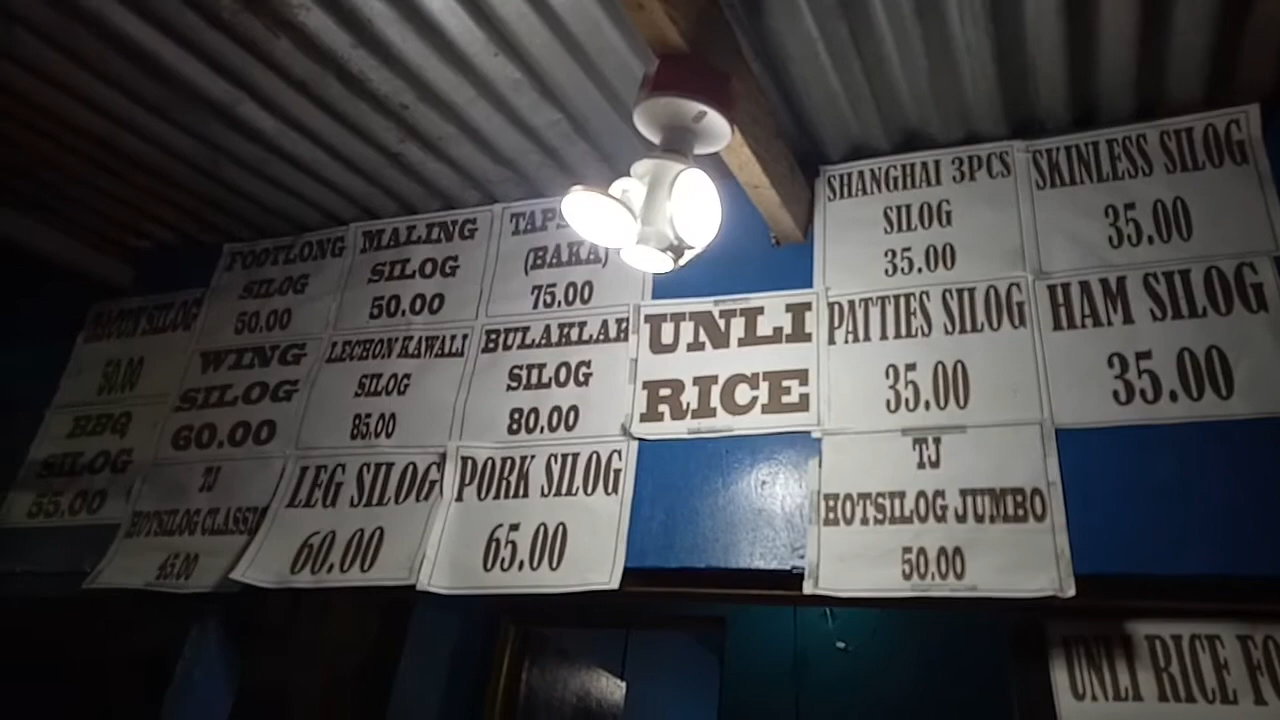 BACON SILOG
50.00
BBQ
SILOG
55.00
FOOTLONG
SILOG
50.00
WING
SILOG
60.00
TJ
HOTSILOG CLASSI
45.00
MALING
SILOG
50.00
LECHON KAWALI
SILOG
85.00
LEG SILOG
60.00
(BAKA)
75.00
BULAKLAK
SILOG
80.00
PORK SILOG
65.00
UNLI
RICE
SHANGHAI 3PCS
SILOG
35.00
PATTIES SILOG
35.00
TJ
HOTSILOG JUMBO
50.00
SKINLESS SILOG
35.00
HAM SILOG
35.00
UNLI RICE FO